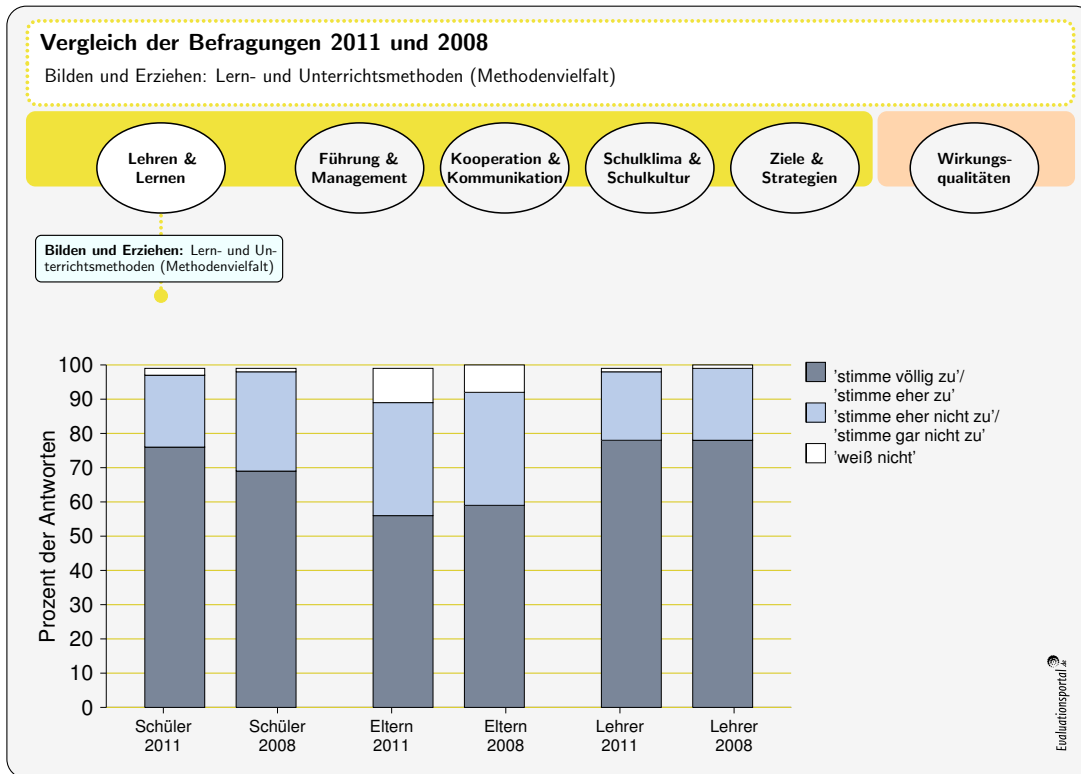 Vergleich der Befragungen 2011 und 2008
Bilden und Erziehen: Lern- und Unterrichtsmethoden (Methodenvielfalt)
Lehren &
Lernen
Führung &
Management
Kooperation &
Kommunikation
Schulklima &
Schulkultur
Ziele &
Strategien
Wirkungs-
qualitäten
Bilden und Erziehen: Lern- und Un-
terrichtsmethoden (Methodenvielfalt)
Prozent der Antworten
100
90
80
70
60
50
40
30
20
10
0
Schüler
2011
Schüler
2008
Eltern
2011
Eltern
2008
Lehrer
2011
Lehrer
2008
'stimme völlig zu'/
'stimme eher zu'
'stimme eher nicht zu'/
'stimme gar nicht zu'
'weiß nicht'
Evaluationsportal.de